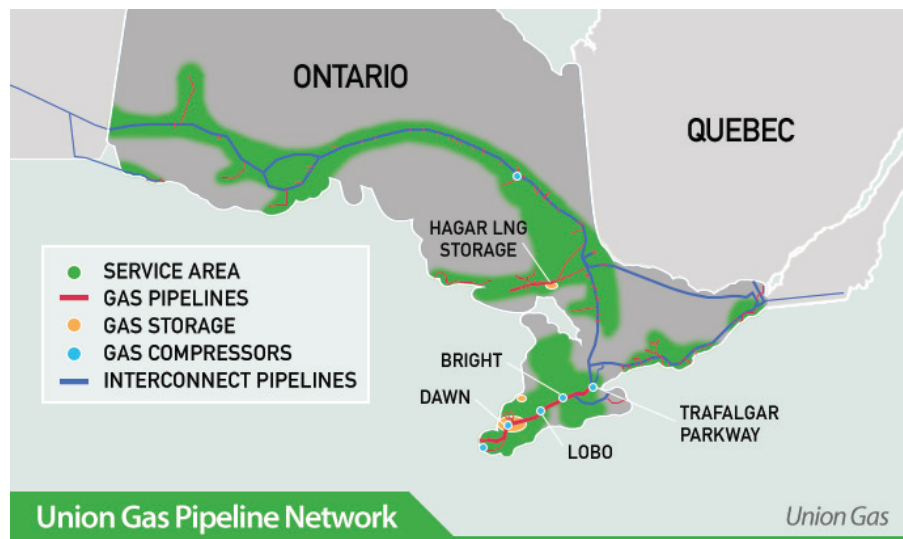 ONTARIO
QUEBEC
HAGAR LNG
STORAGE
SERVICE AREA
GAS PIPELINES
GAS STORAGE
GAS COMPRESSORS
INTERCONNECT PIPELINES
BRIGHT
DAWN
TRAFALGAR
PARKWAY
LOBO
Union Gas Pipeline Network
Union Gas